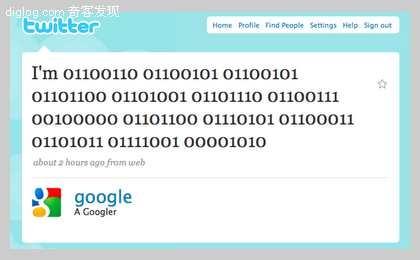 diglog.com 奇客发现
twitter
Home Profile Find People Settings Help Sign out
I'm 01100110 01100101 01100101
01101100 01101001 01101110 01100111
00100000 01101100 01110101 01100011
01101011 01111001 00001010
about 2 hours ago from web
google
A Googler